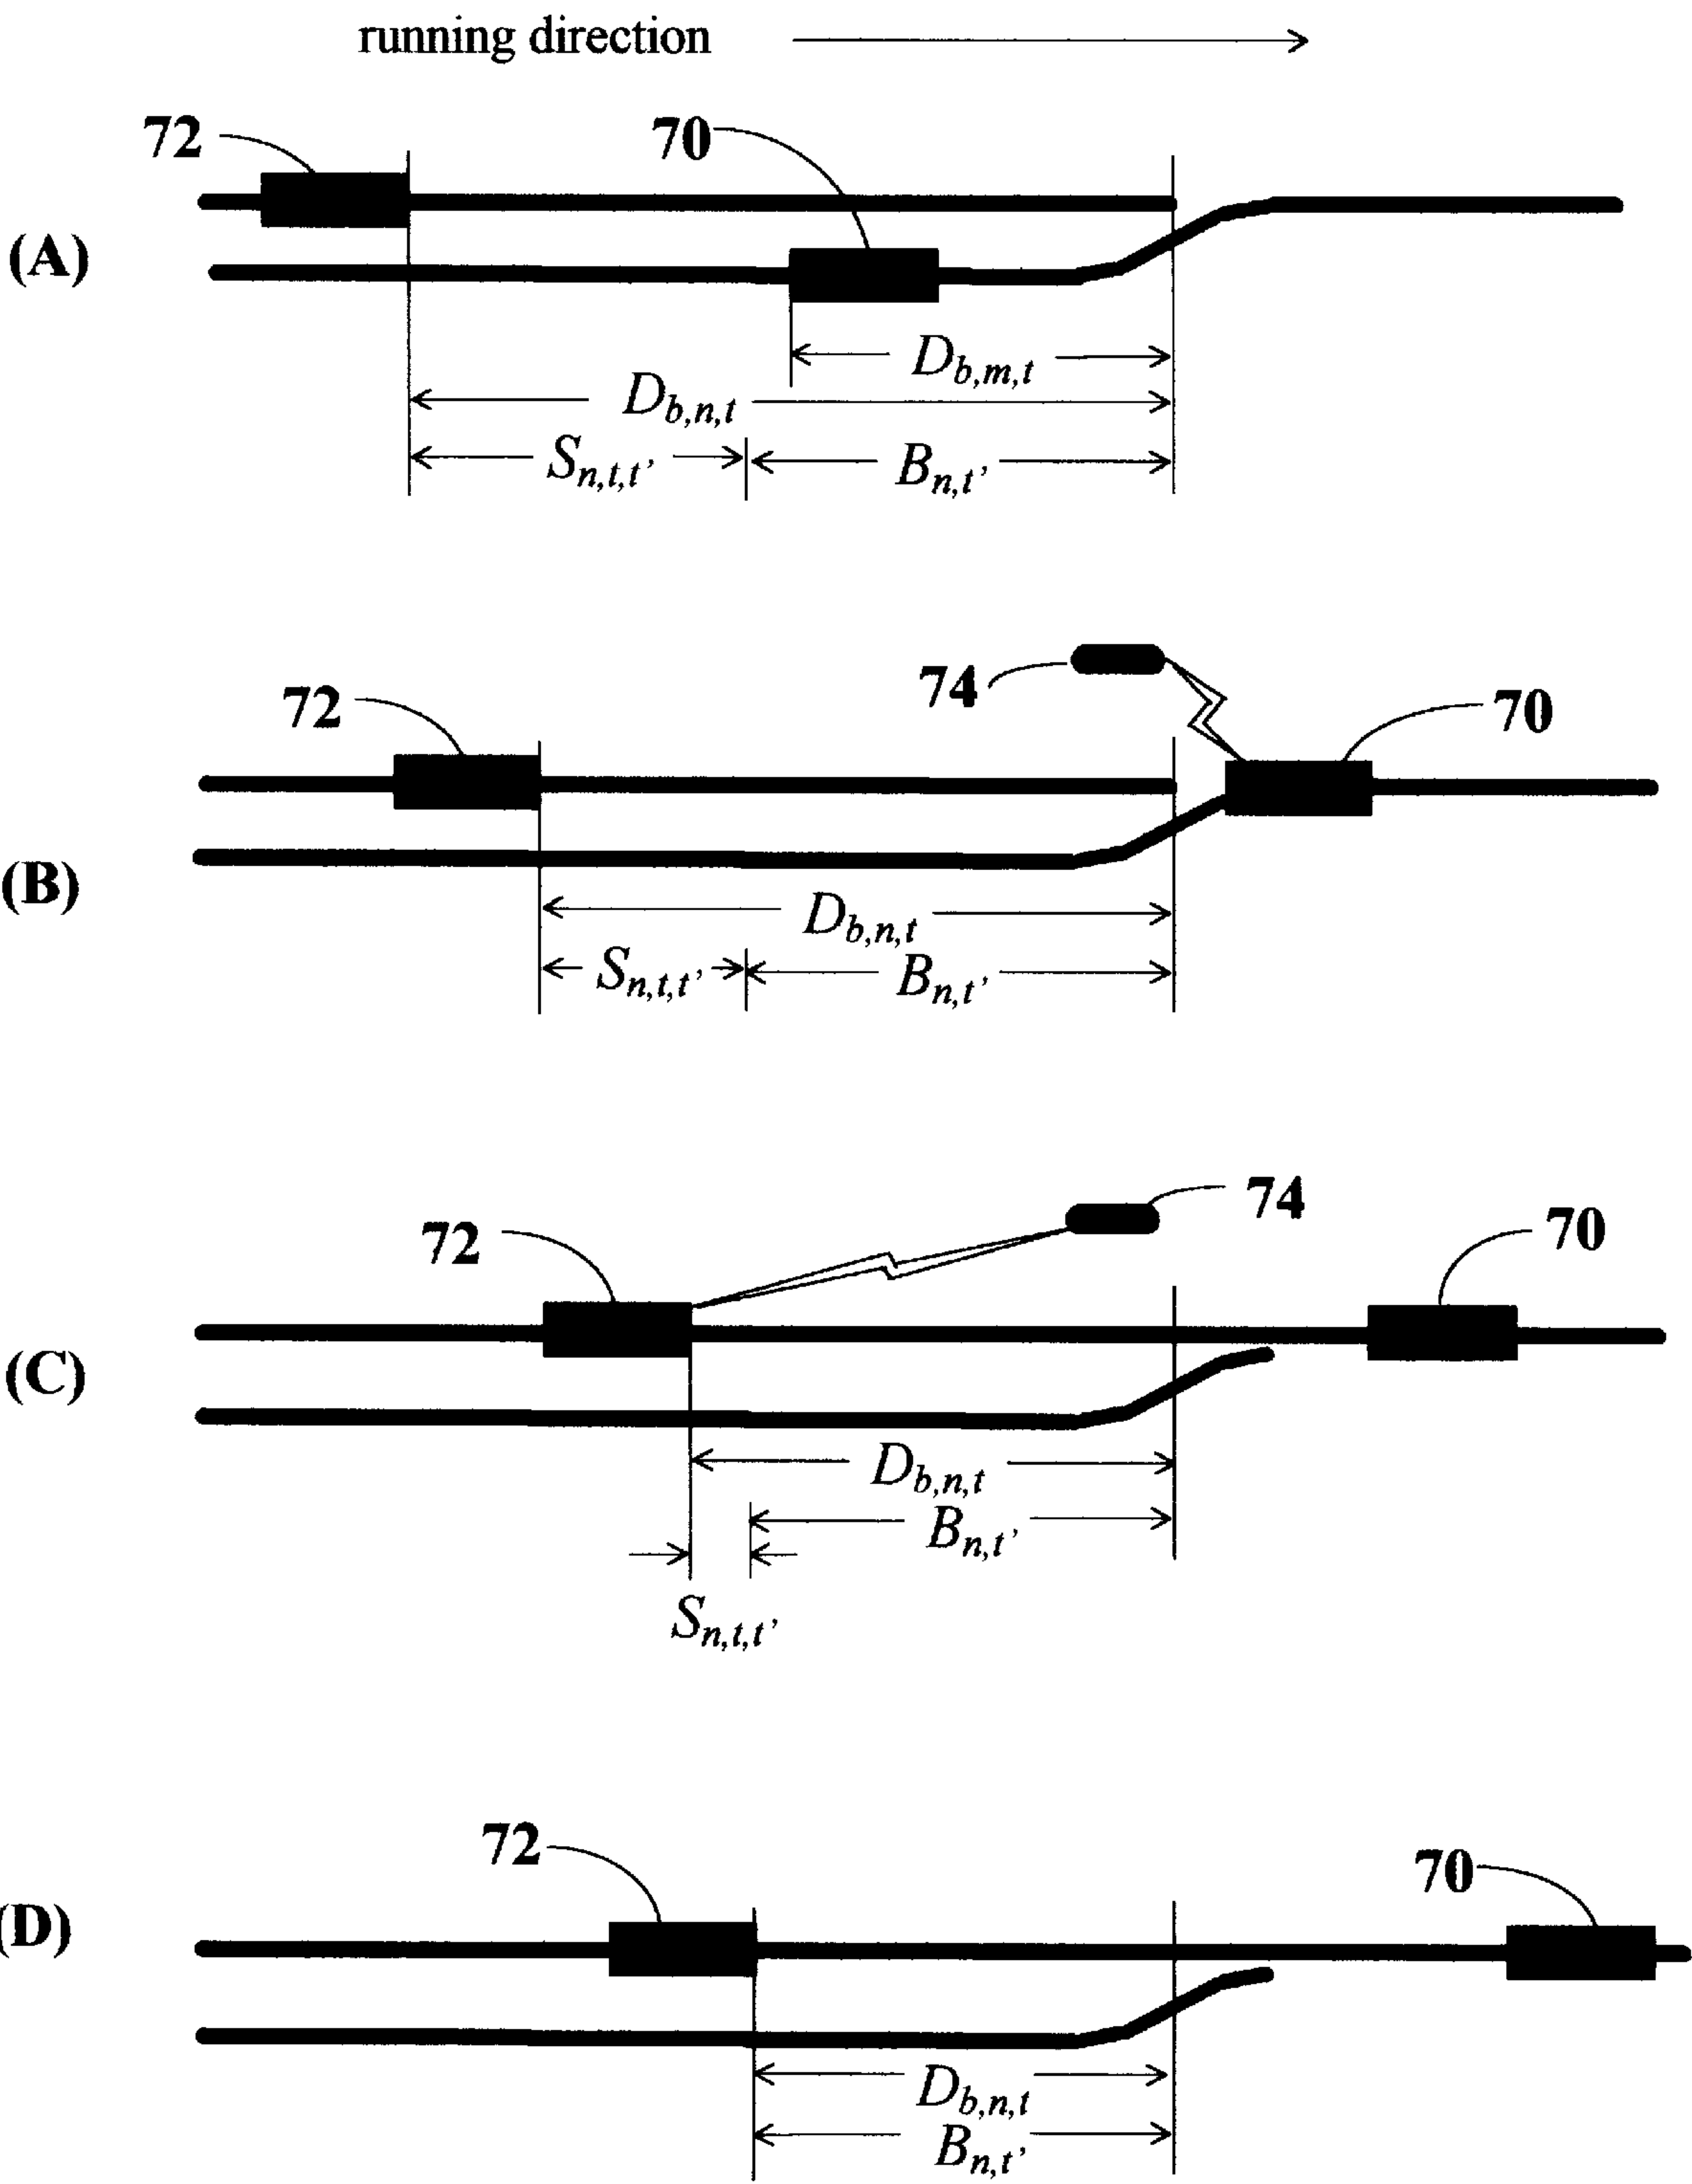 running direction
72
70
(A)
D_{b,m,t}
D_{b,n,t}
S_{n,t,t'}
B_{n,t'}
74
72
70
(B)
D_{b,n,t}
S_{n,t,t'}
B_{n,t'}
74
72
70
(C)
D_{b,n,t}
B_{n,t'}
S_{n,t,t'}
72
70
(D)
D_{b,n,t}
B_{n,t'}